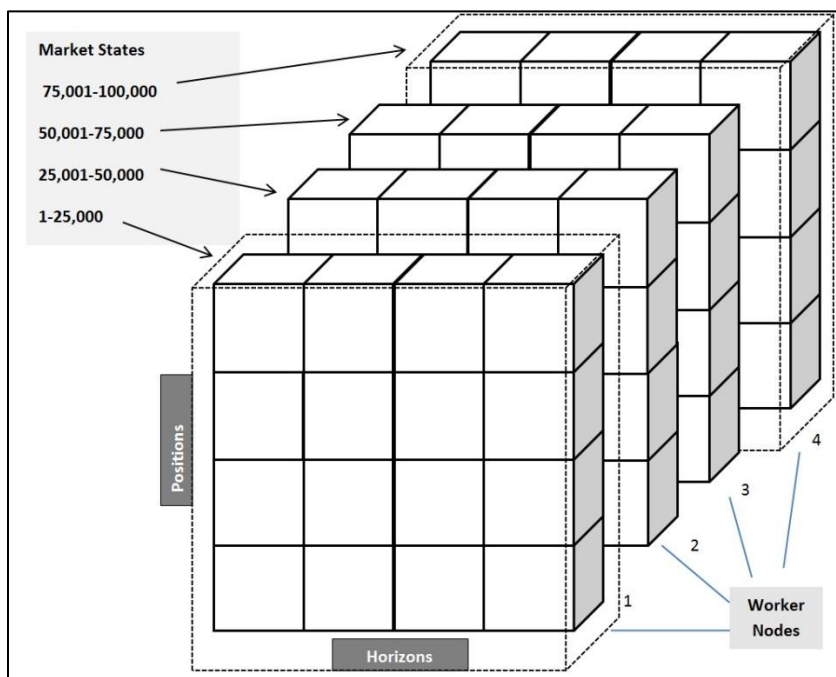 Market States
75,001-100,000
50,001-75,000
25,001-50,000
1-25,000
Positions
Horizons
1
2
3
4
Worker
Nodes